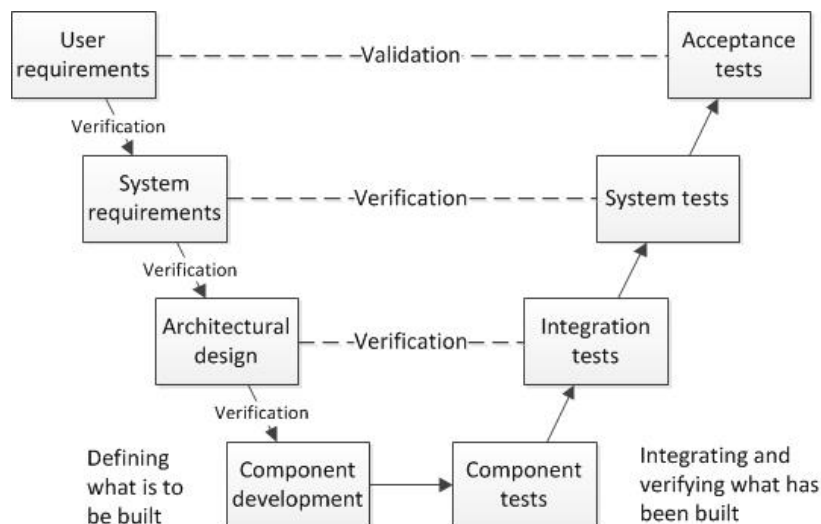 User
requirements
Validation
Acceptance
tests
Verification
System
requirements
Verification
System tests
Verification
Architectural
design
Verification
Integration
tests
Verification
Defining
what is to
be built
Component
development
Component
tests
Integrating and
verifying what has
been built